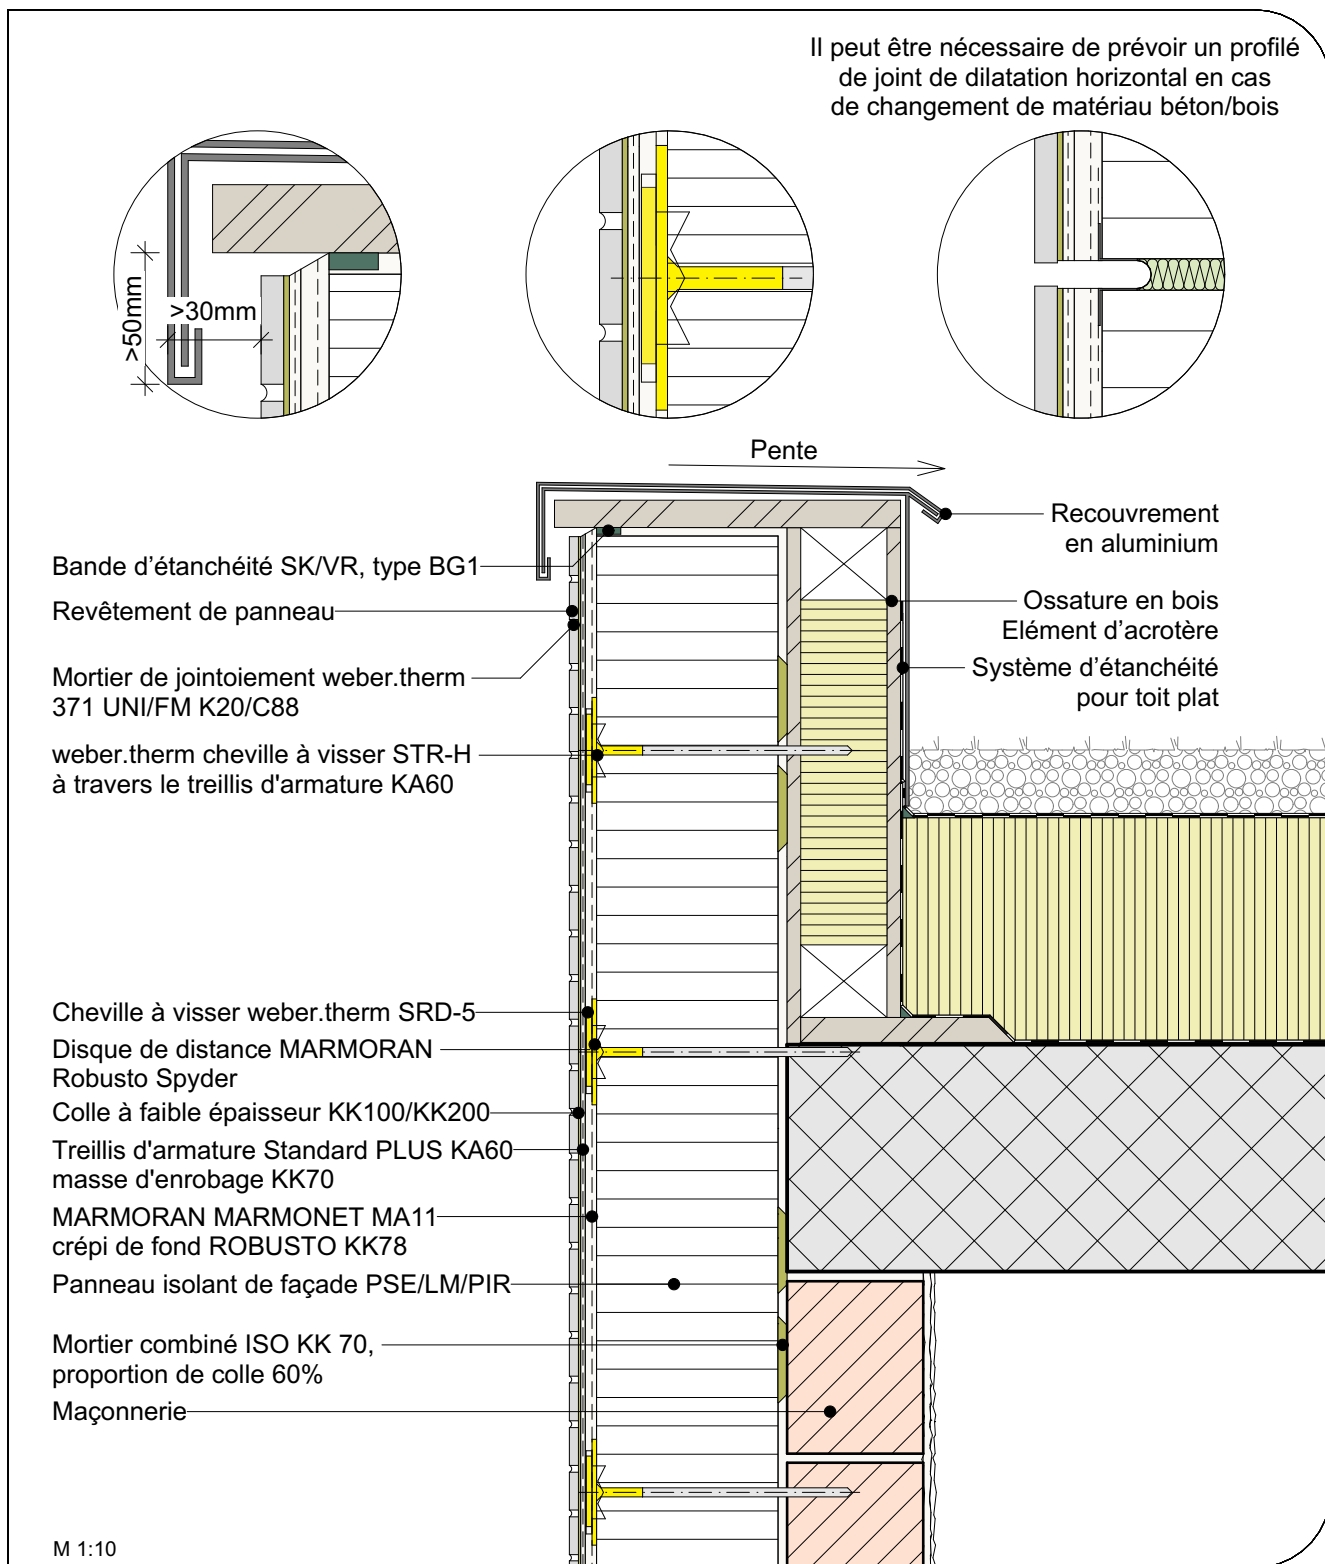 Il peut être nécessaire de prévoir un profilé
de joint de dilatation horizontal en cas
de changement de matériau béton/bois
>50mm
>30mm
Pente
Recouvrement
en aluminium
Bande d'étanchéité SK/VR, type BG1
Revêtement de panneau
Ossature en bois
Elément d'acrotère
Mortier de jointoiement weber.therm
371 UNI/FM K20/C88
Système d'étanchéité
pour toit plat
weber.therm cheville à visser STR-H
à travers le treillis d'armature KA60
Cheville à visser weber.therm SRD-5
Disque de distance MARMORAN
Robusto Spyder
Colle à faible épaisseur KK100/KK200
Treillis d'armature Standard PLUS KA60
masse d'enrobage KK70
MARMORAN MARMONET MA11
crépi de fond ROBUSTO KK78
Panneau isolant de façade PSE/LM/PIR
Mortier combiné ISO KK 70,
proportion de colle 60%
Maçonnerie
M 1:10